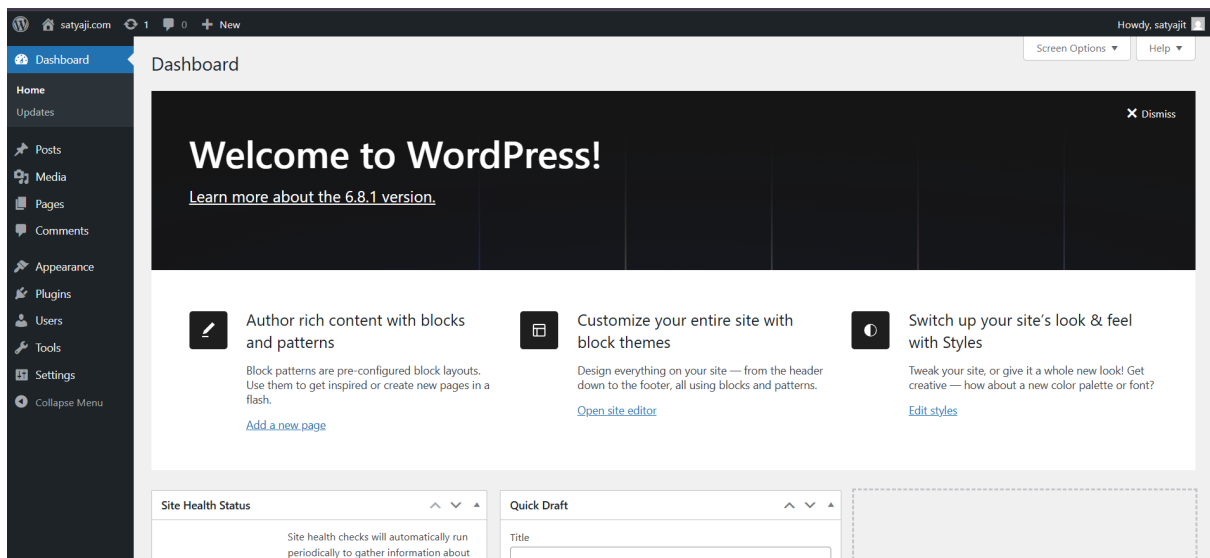 satyaji.com 1 0 New Howdy, satyajit
Screen Options Help
Dashboard
Home
Updates
Posts
Media
Pages
Comments
Appearance
Plugins
Users
Tools
Settings
Collapse Menu
Dashboard
Dismiss
Welcome to WordPress!
Learn more about the 6.8.1 version.
Author rich content with blocks
and patterns
Block patterns are pre-configured block layouts.
Use them to get inspired or create new pages in a
flash.
Add a new page
Customize your entire site with
block themes
Design everything on your site — from the header
down to the footer, all using blocks and patterns.
Open site editor
Switch up your site’s look & feel
with Styles
Tweak your site, or give it a whole new look! Get
creative — how about a new color palette or font?
Edit styles
Site Health Status
Site health checks will automatically run
periodically to gather information about
Quick Draft
Title